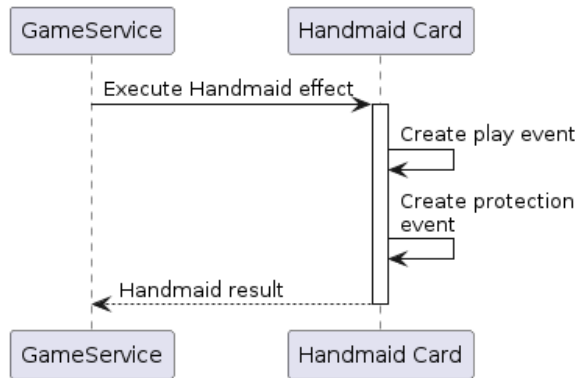 GameService
Handmaid Card
Execute Handmaid effect
Create play event
Create protection
event
Handmaid result
GameService
Handmaid Card